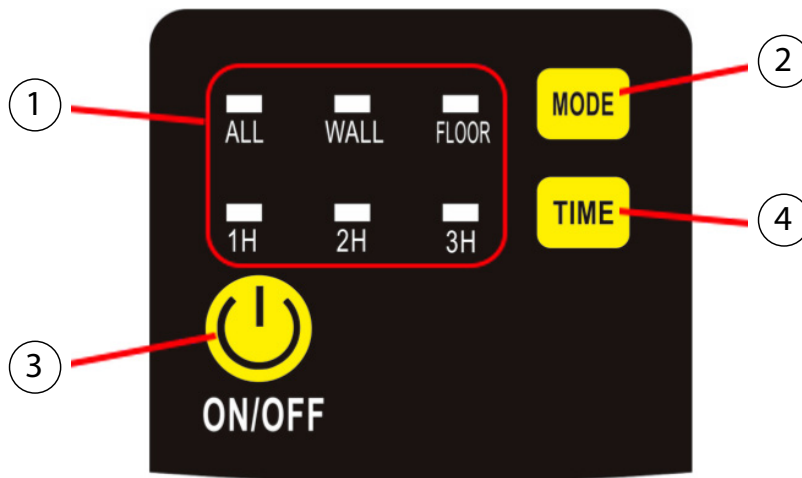 1
2
ALL WALL FLOOR
MODE
1H 2H 3H
TIME
4
3
ON/OFF